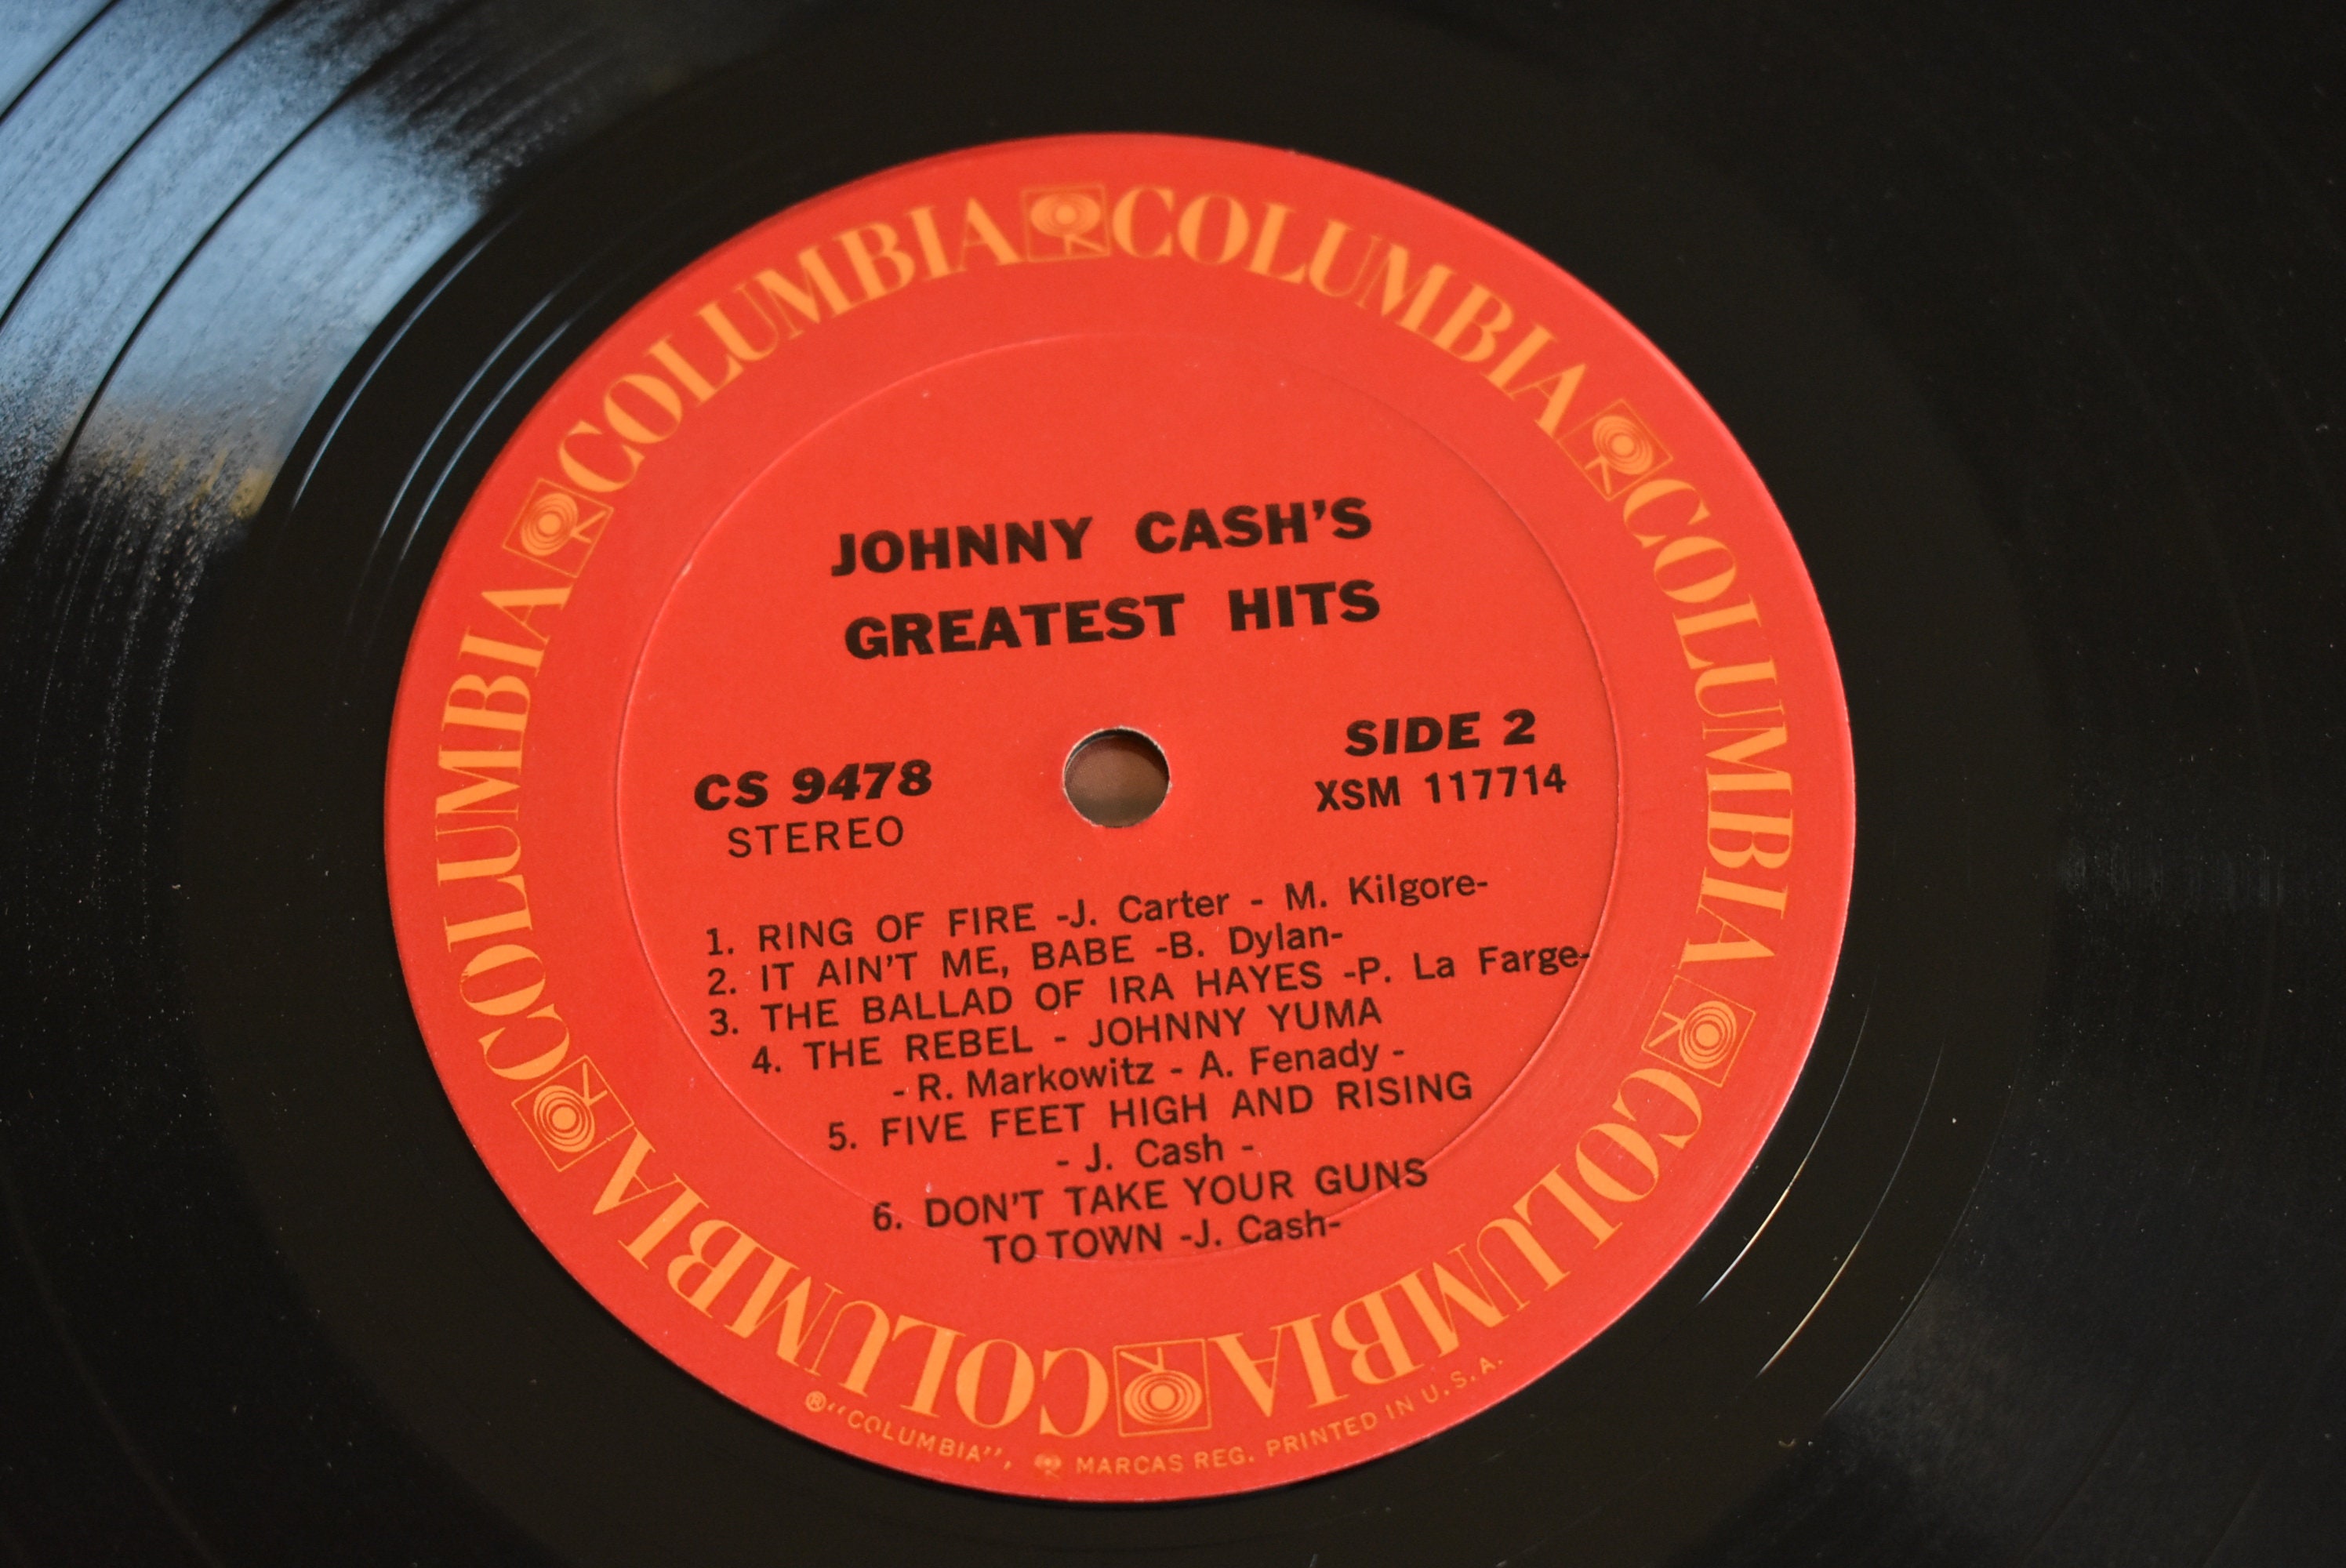 COLUMBIA COLUMBIA COLUMBIA COLUMBIA COLUMBIA COLUMBIA
JOHNNY CASH'S
GREATEST HITS
SIDE 2
CS 9478
XSM 117714
STEREO
1. RING OF FIRE -J. Carter - M. Kilgore-
2. IT AIN'T ME, BABE -B. Dylan-
3. THE BALLAD OF IRA HAYES -P. La Farge-
4. THE REBEL - JOHNNY YUMA
- R. Markowitz - A. Fenady -
5. FIVE FEET HIGH AND RISING
- J. Cash -
6. DON'T TAKE YOUR GUNS
TO TOWN -J. Cash-
® "COLUMBIA", MARCAS REG. PRINTED IN U.S.A.